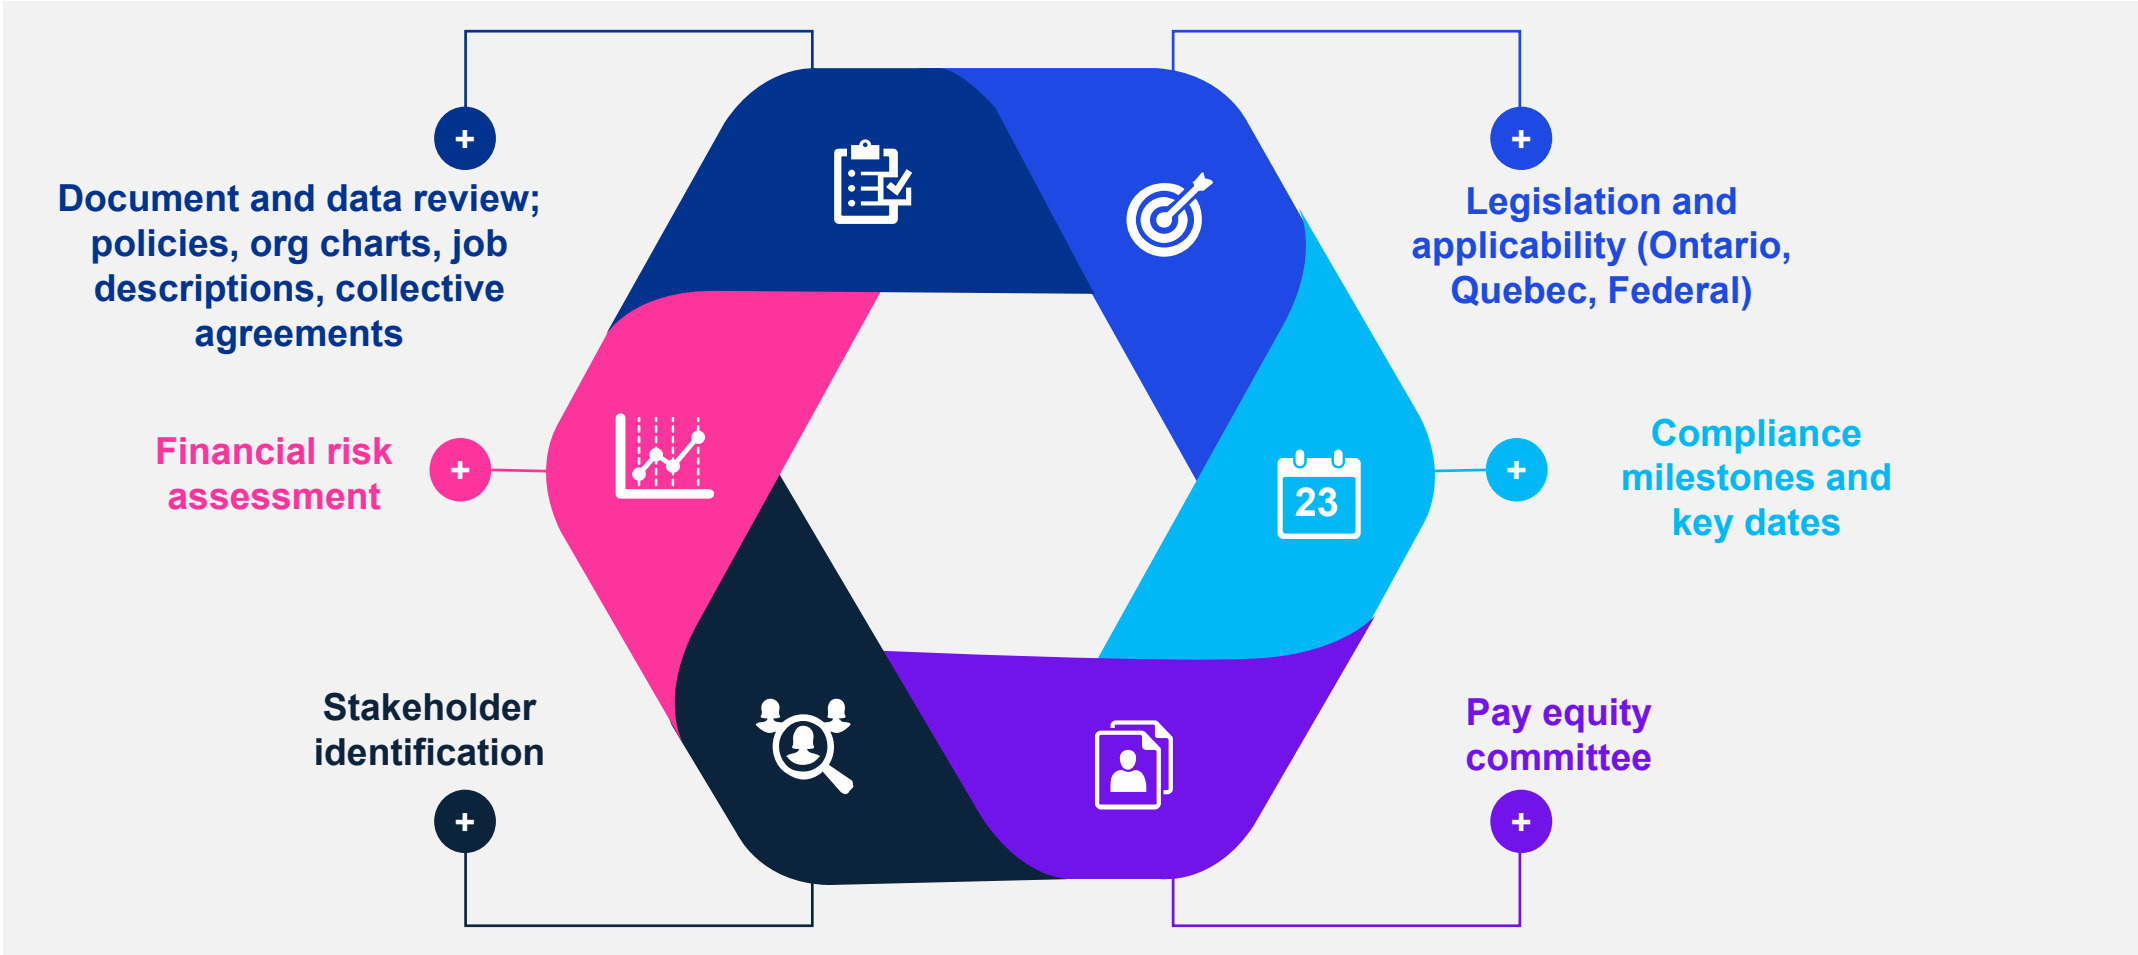 Document and data review;
policies, org charts, job
descriptions, collective
agreements
Legislation and
applicability (Ontario,
Quebec, Federal)
Financial risk
assessment
23
Compliance
milestones and
key dates
Stakeholder
identification
Pay equity
committee